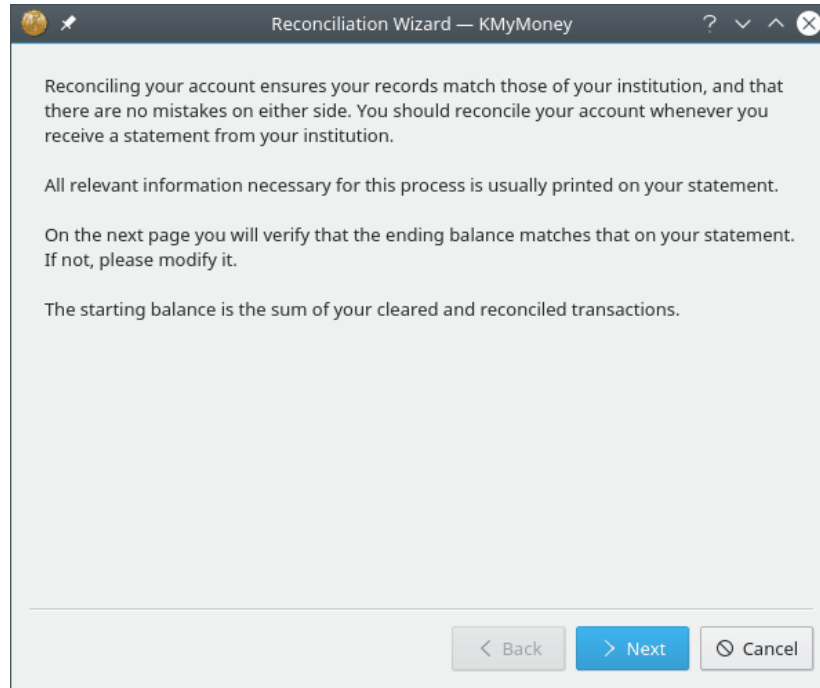 Reconciliation Wizard — KMyMoney
Reconciling your account ensures your records match those of your institution, and that
there are no mistakes on either side. You should reconcile your account whenever you
receive a statement from your institution.
All relevant information necessary for this process is usually printed on your statement.
On the next page you will verify that the ending balance matches that on your statement.
If not, please modify it.
The starting balance is the sum of your cleared and reconciled transactions.
Back
Next
Cancel